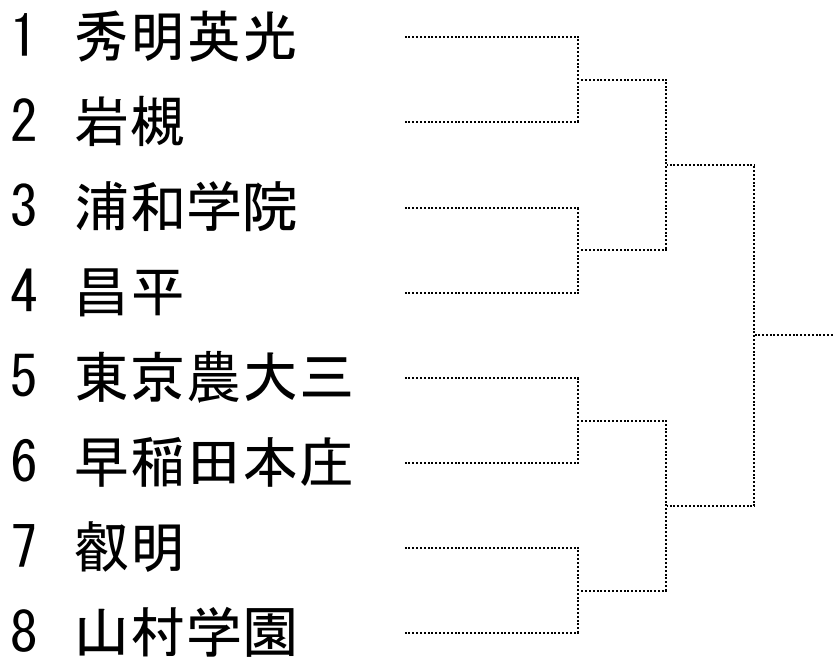 1 秀明英光
2 岩槻
3 浦和学院
4 昌平
5 東京農大三
6 早稲田本庄
7 叡明
8 山村学園